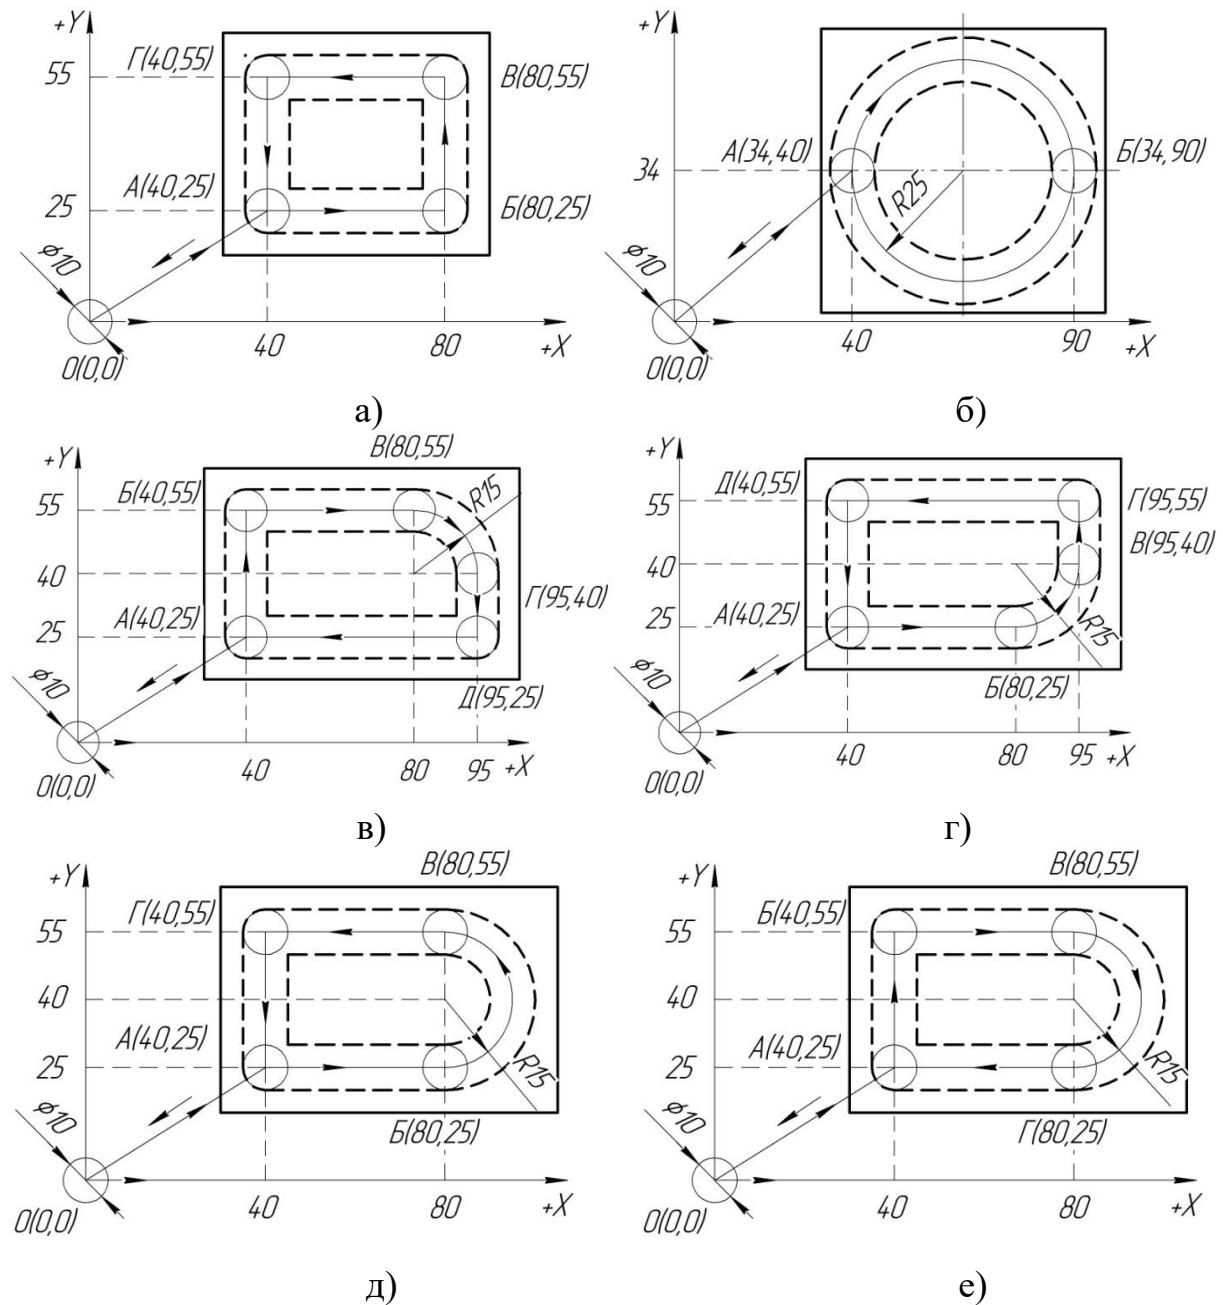 +Y
Г(40,55)
55
В(80,55)
А(40,25)
25
Б(80,25)
ø10
О(0,0)
40
80
+X
а)
+Y
А(34,40)
Б(34,90)
34
R25
ø10
О(0,0)
40
90
+X
б)
+Y
В(80,55)
Б(40,55)
R15
55
40
А(40,25)
Г(95,40)
25
ø10
Д(95,25)
О(0,0)
40
80
95
+X
в)
+Y
Д(40,55)
55
Г(95,55)
В(95,40)
40
А(40,25)
25
R15
ø10
Б(80,25)
О(0,0)
40
80
95
+X
г)
+Y
В(80,55)
Г(40,55)
55
40
А(40,25)
25
R15
ø10
Б(80,25)
О(0,0)
40
80
+X
д)
+Y
В(80,55)
Б(40,55)
55
40
А(40,25)
25
R15
ø10
Г(80,25)
О(0,0)
40
80
+X
е)